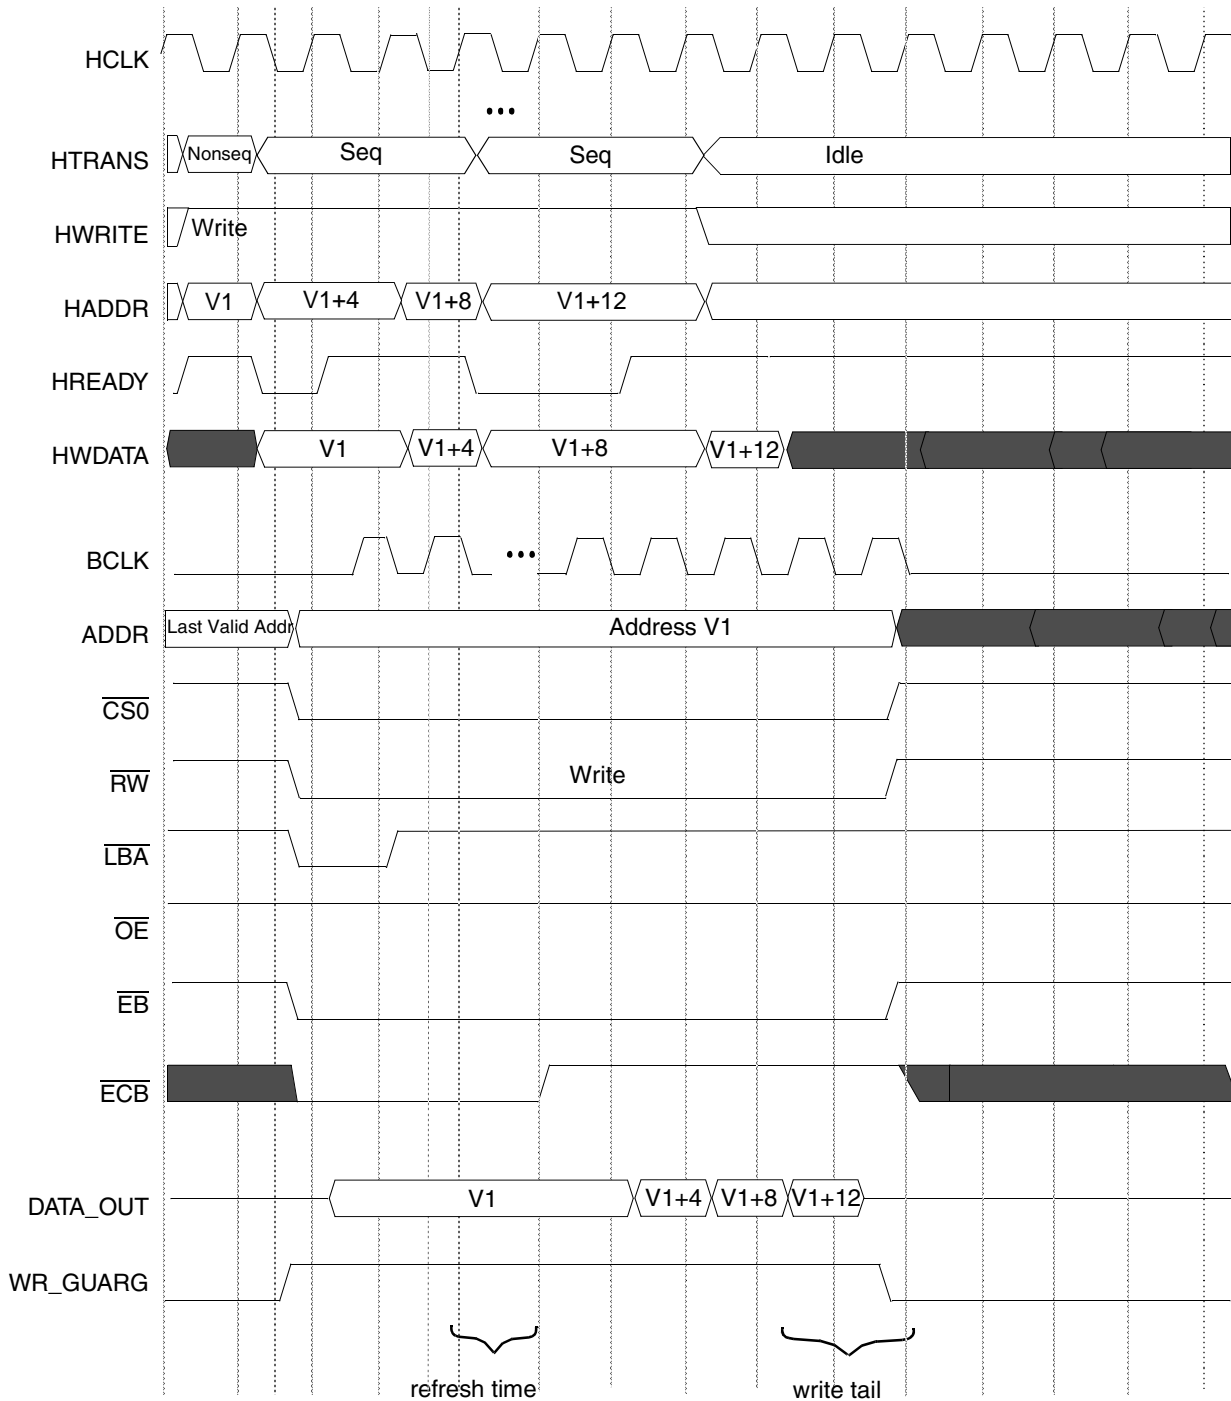 HCLK
...
HTRANS Nonseq Seq Seq Idle
HWRITE Write
HADDR V1 V1+4 V1+8 V1+12
HREADY
HWDATA V1 V1+4 V1+8 V1+12
BCLK ...
ADDR Last Valid Addr Address V1
CS0
RW Write
LBA
OE
EB
ECB
DATA_OUT V1 V1+4 V1+8 V1+12
WR_GUARG
refresh time write tail